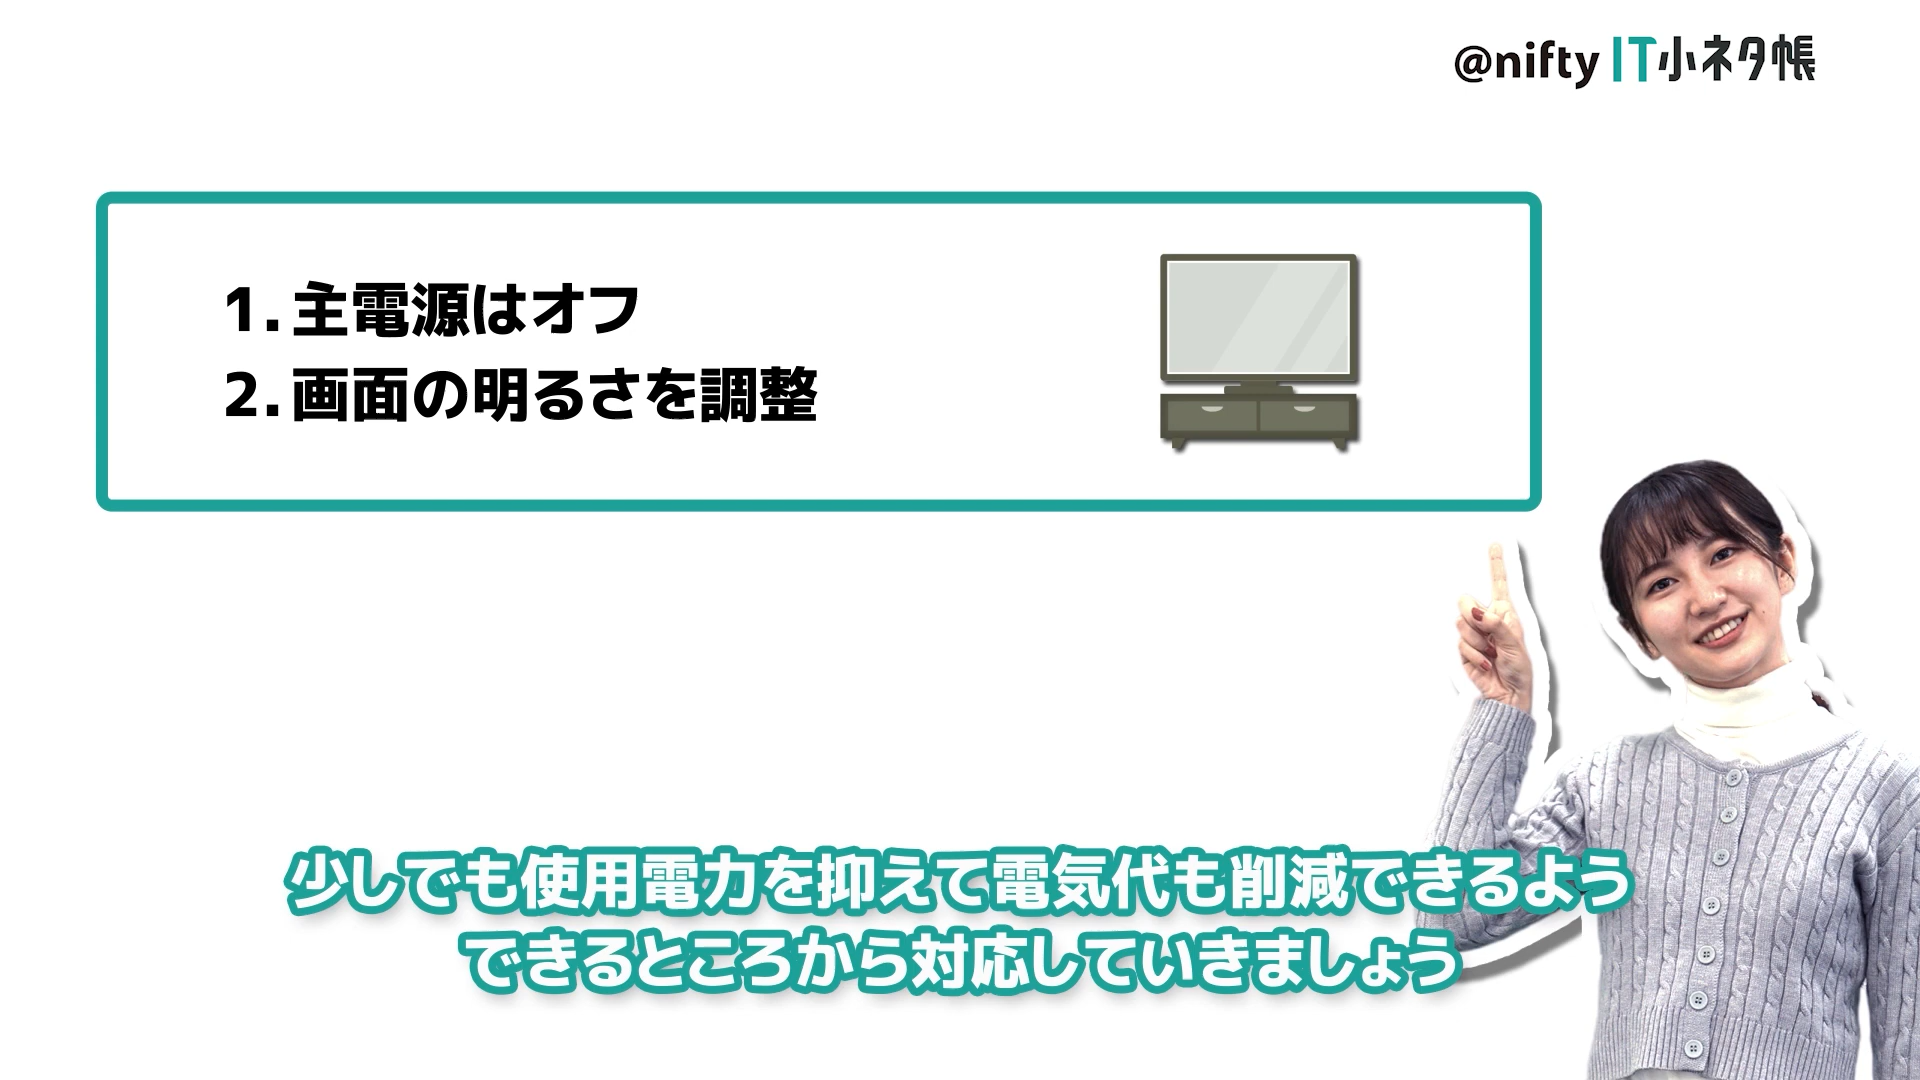 @nifty IT小ネタ帳
1. 主電源はオフ
2. 画面の明るさを調整
少しでも使用電力を抑えて電気代も削減できるよう
できるところから対応していきましょう